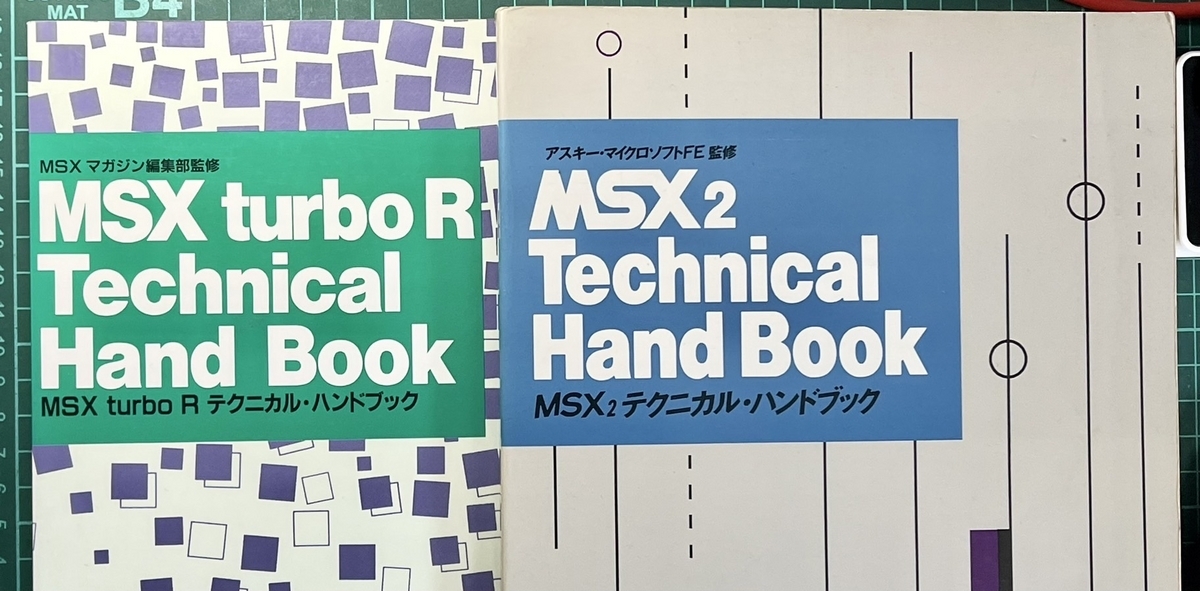 MAT B4
MSX マガジン編集部監修
MSX turbo R
Technical
Hand Book
MSX turbo R テクニカル・ハンドブック
アスキー・マイクロソフトFE 監修
MSX2
Technical
Hand Book
MSX2 テクニカル・ハンドブック